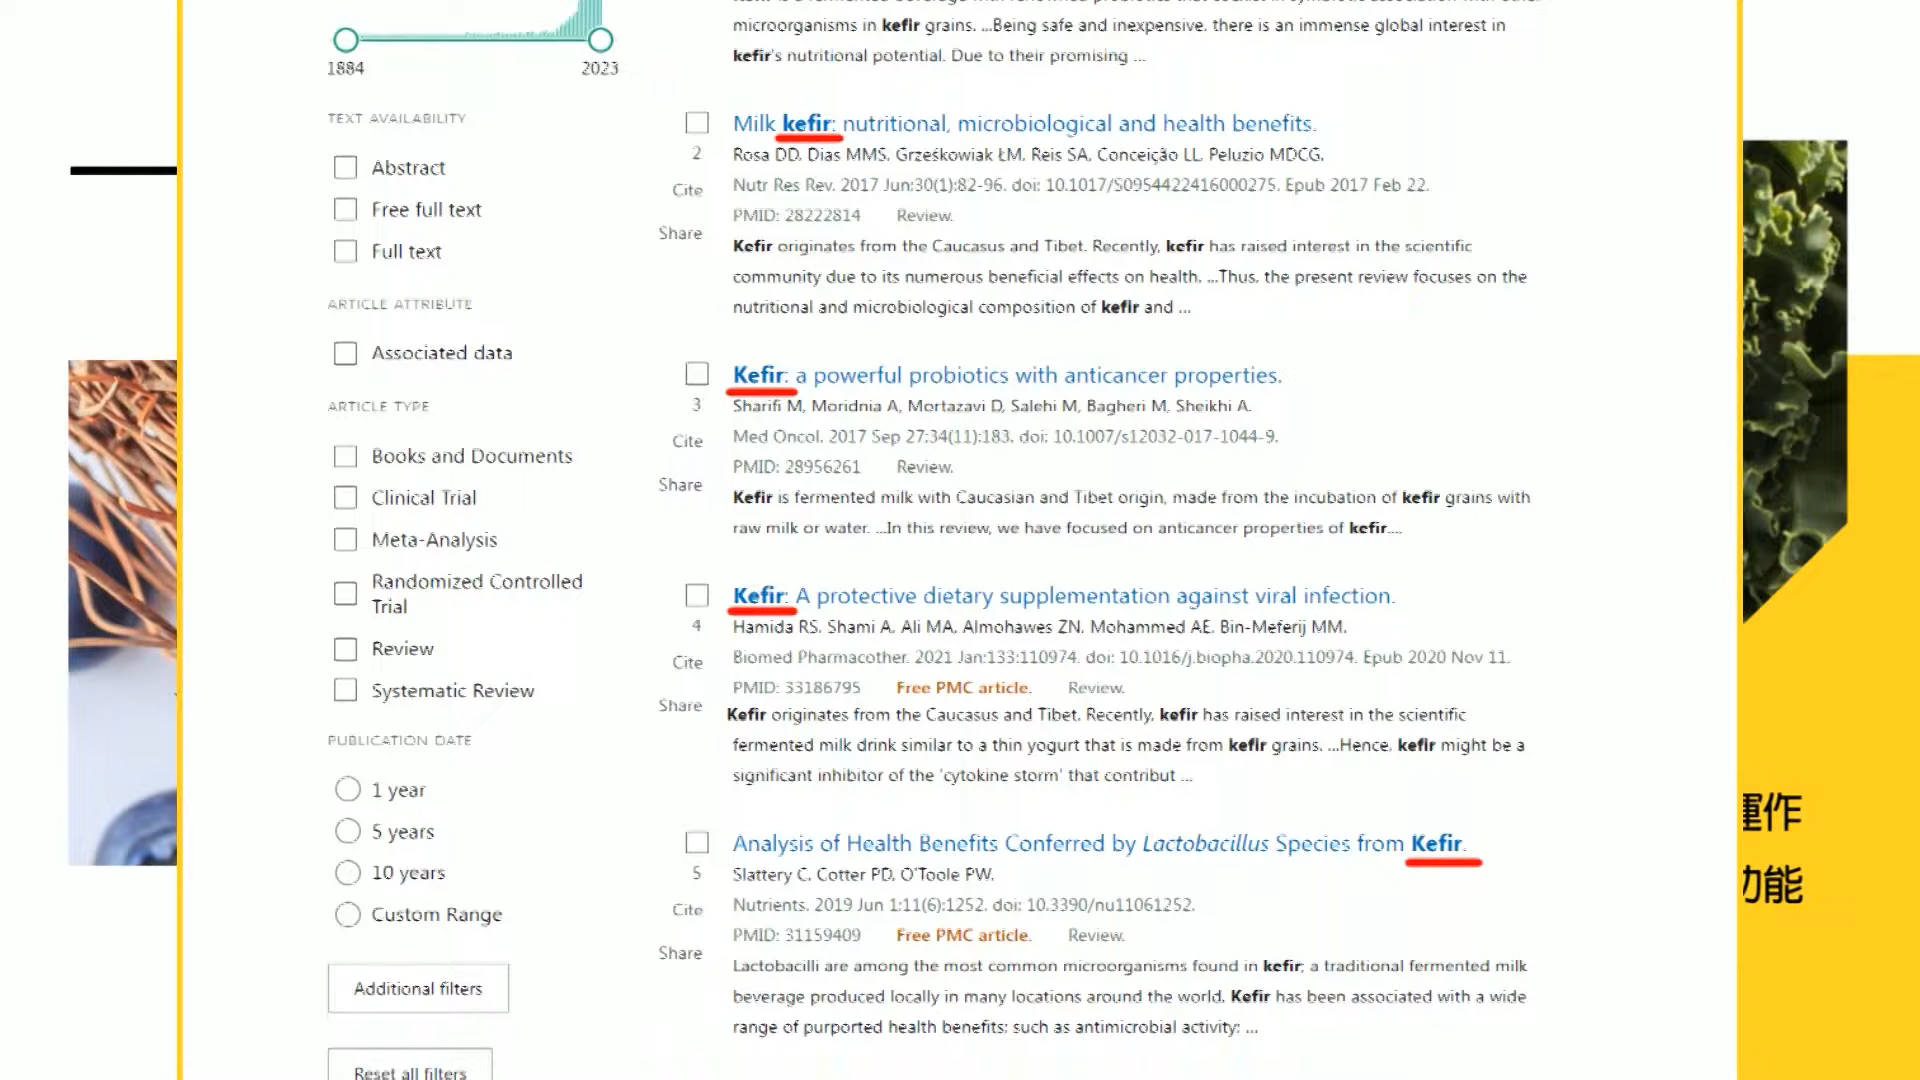 microorganisms in kefir grains. ...Being safe and inexpensive, there is an immense global interest in
kefir's nutritional potential. Due to their promising ...
1884
2023
TEXT AVAILABILITY
Abstract
Free full text
Full text
ARTICLE ATTRIBUTE
Associated data
ARTICLE TYPE
Books and Documents
Clinical Trial
Meta-Analysis
Randomized Controlled
Trial
Review
Systematic Review
PUBLICATION DATE
1 year
5 years
10 years
Custom Range
Additional filters
Reset all filters
Milk kefir: nutritional, microbiological and health benefits.
2
Rosa DD, Dias MMS, Grześkowiak ŁM, Reis SA, Conceição LL, Peluzio MDCG.
Cite
Nutr Res Rev. 2017 Jun;30(1):82-96. doi: 10.1017/S0954422416000275. Epub 2017 Feb 22.
PMID: 28222814 Review.
Share
Kefir originates from the Caucasus and Tibet. Recently, kefir has raised interest in the scientific
community due to its numerous beneficial effects on health. ...Thus, the present review focuses on the
nutritional and microbiological composition of kefir and ...
Kefir: a powerful probiotics with anticancer properties.
3
Sharifi M, Moridnia A, Mortazavi D, Salehi M, Bagheri M, Sheikhi A.
Cite
Med Oncol. 2017 Sep 27;34(11):183. doi: 10.1007/s12032-017-1044-9.
PMID: 28956261 Review.
Share
Kefir is fermented milk with Caucasian and Tibet origin, made from the incubation of kefir grains with
raw milk or water. ...In this review, we have focused on anticancer properties of kefir....
Kefir: A protective dietary supplementation against viral infection.
4
Hamida RS, Shami A, Ali MA, Almohawes ZN, Mohammed AE, Bin-Meferij MM.
Cite
Biomed Pharmacother. 2021 Jan;133:110974. doi: 10.1016/j.biopha.2020.110974. Epub 2020 Nov 11.
PMID: 33186795 Free PMC article. Review.
Share
Kefir originates from the Caucasus and Tibet. Recently, kefir has raised interest in the scientific
fermented milk drink similar to a thin yogurt that is made from kefir grains. ...Hence, kefir might be a
significant inhibitor of the 'cytokine storm' that contribut ...
Analysis of Health Benefits Conferred by Lactobacillus Species from Kefir.
5
Slattery C, Cotter PD, O'Toole PW.
Cite
Nutrients. 2019 Jun 1;11(6):1252. doi: 10.3390/nu11061252.
PMID: 31159409 Free PMC article. Review.
Share
Lactobacilli are among the most common microorganisms found in kefir; a traditional fermented milk
beverage produced locally in many locations around the world. Kefir has been associated with a wide
range of purported health benefits; such as antimicrobial activity; ...
運作
功能